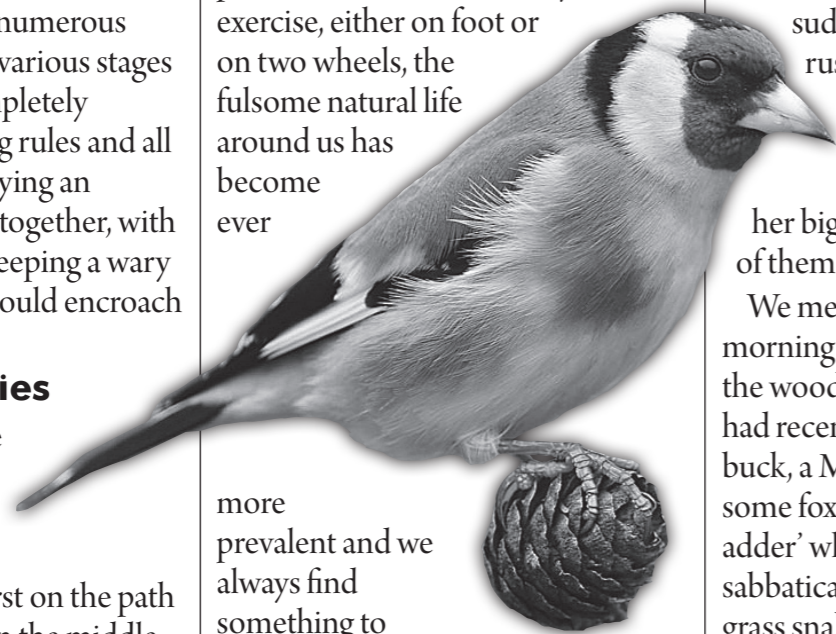 numerous
various stages
pletely
g rules and all
ying an
together, with
eeping a wary
ould encroach
ies
e
rst on the path
n the middle
exercise, either on foot or
on two wheels, the
fulsome natural life
around us has
become
ever
more
prevalent and we
always find
something to
sud
rus
her big
of them
We me
morning
the wood
had recen
buck, a M
some fox
adder’ wh
sabbatica
grass sna